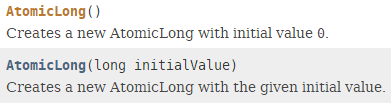 AtomicLong()
Creates a new AtomicLong with initial value 0.
AtomicLong(long initialValue)
Creates a new AtomicLong with the given initial value.